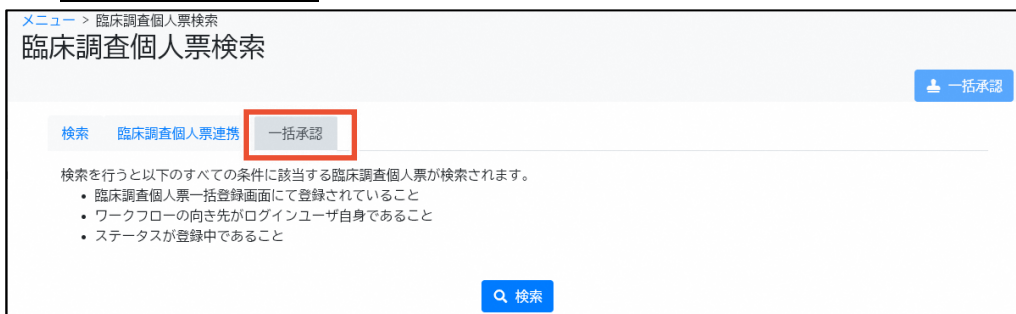 メニュー > 臨床調査個人票検索
臨床調査個人票検索
一括承認
検索 臨床調査個人票連携 一括承認
検索を行うと以下のすべての条件に該当する臨床調査個人票が検索されます。
• 臨床調査個人票一括登録画面にて登録されていること
• ワークフローの向き先がログインユーザ自身であること
• ステータスが登録中であること
検索